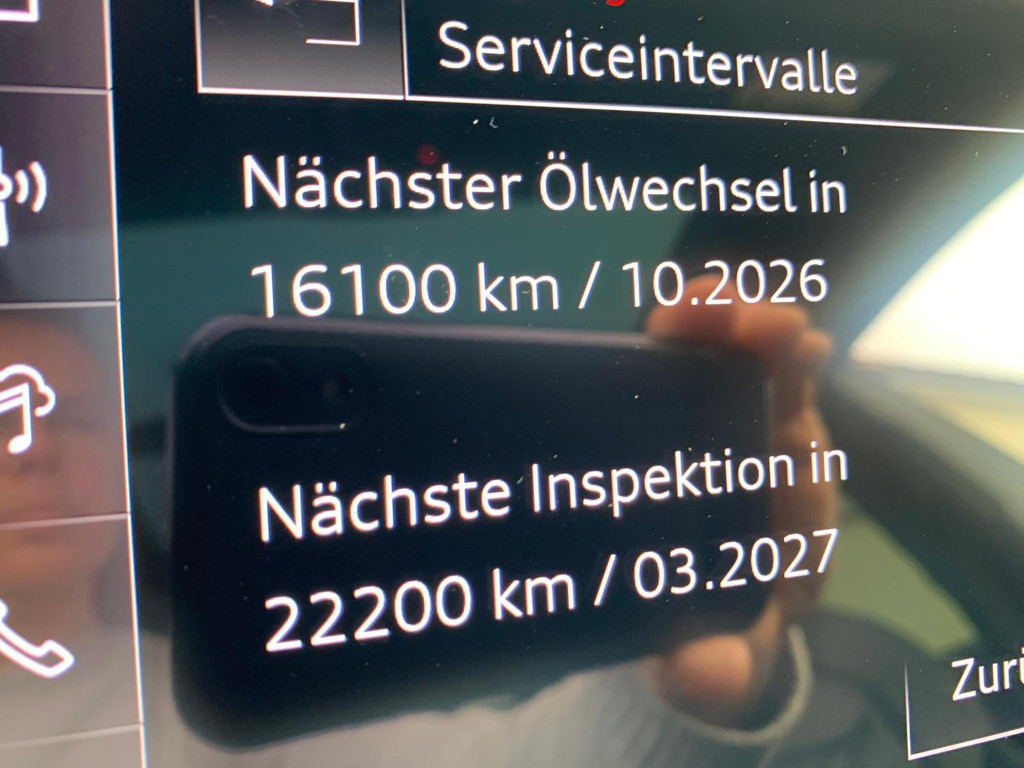 Serviceintervalle
Nächster Ölwechsel in
16100 km / 10.2026
Nächste Inspektion in
22200 km / 03.2027